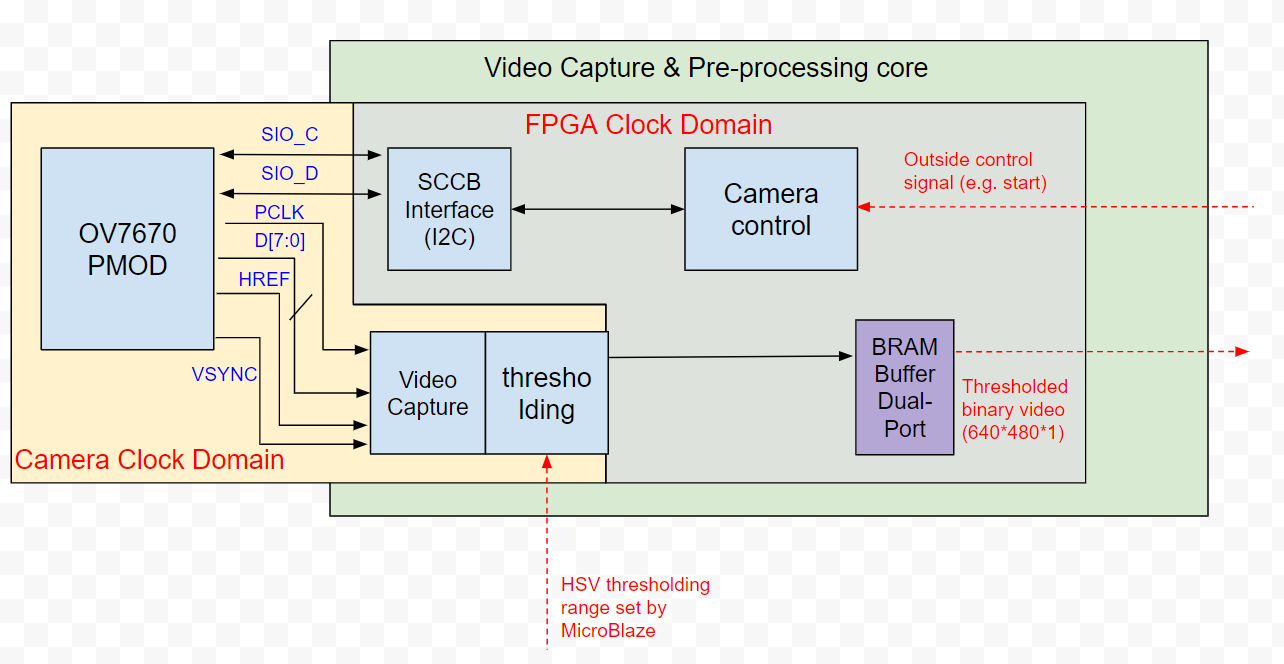 Video Capture & Pre-processing core
FPGA Clock Domain
SIO_C
SIO_D
PCLK
D[7:0]
HREF
VSYNC
OV7670
PMOD
SCCB
Interface
(I2C)
Camera
control
Outside control
signal (e.g. start)
Video
Capture
thresho
lding
BRAM
Buffer
Dual-
Port
Thresholded
binary video
(640*480*1)
Camera Clock Domain
HSV thresholding
range set by
MicroBlaze